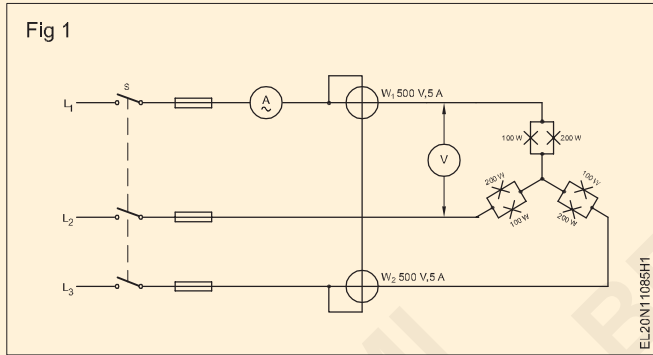 Fig 1
S
L1
A
W1 500 V,5 A
100 W
200 W
V
200 W
100 W
100 W
200 W
L2
L3
W2 500 V,5 A
EL20N11085H1